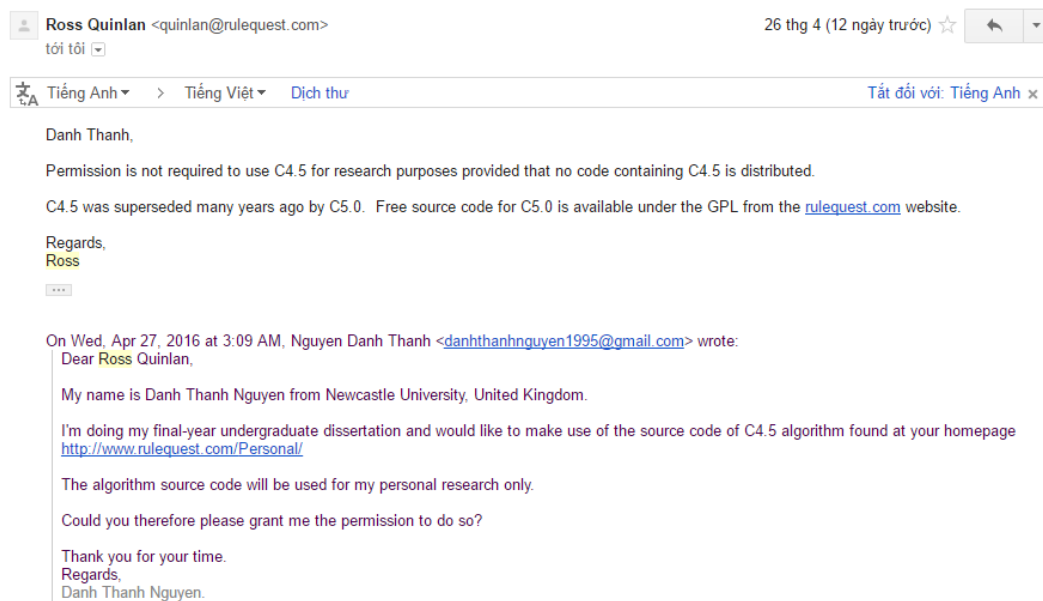 Ross Quinlan <quinlan@rulequest.com>
26 thg 4 (12 ngày trước)
tới tôi
Tiếng Anh > Tiếng Việt Dịch thư
Tắt đối với: Tiếng Anh ×
Danh Thanh,
Permission is not required to use C4.5 for research purposes provided that no code containing C4.5 is distributed.
C4.5 was superseded many years ago by C5.0. Free source code for C5.0 is available under the GPL from the rulequest.com website.
Regards,
Ross
...
On Wed, Apr 27, 2016 at 3:09 AM, Nguyen Danh Thanh <danhthanhnguyen1995@gmail.com> wrote:
Dear Ross Quinlan,
My name is Danh Thanh Nguyen from Newcastle University, United Kingdom.
I'm doing my final-year undergraduate dissertation and would like to make use of the source code of C4.5 algorithm found at your homepage
http://www.rulequest.com/Personal/
The algorithm source code will be used for my personal research only.
Could you therefore please grant me the permission to do so?
Thank you for your time.
Regards,
Danh Thanh Nguyen.